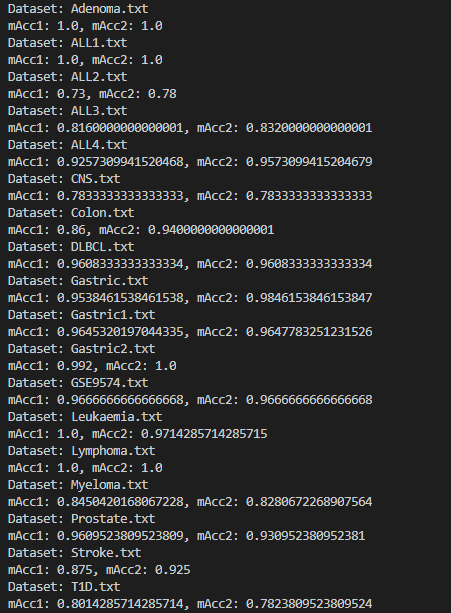 Dataset: Adenoma.txt
mAcc1: 1.0, mAcc2: 1.0
Dataset: ALL1.txt
mAcc1: 1.0, mAcc2: 1.0
Dataset: ALL2.txt
mAcc1: 0.73, mAcc2: 0.78
Dataset: ALL3.txt
mAcc1: 0.8160000000000001, mAcc2: 0.8320000000000001
Dataset: ALL4.txt
mAcc1: 0.9257309941520468, mAcc2: 0.9573099415204679
Dataset: CNS.txt
mAcc1: 0.7833333333333333, mAcc2: 0.7833333333333333
Dataset: Colon.txt
mAcc1: 0.86, mAcc2: 0.9400000000000001
Dataset: DLBCL.txt
mAcc1: 0.9608333333333334, mAcc2: 0.9608333333333334
Dataset: Gastric.txt
mAcc1: 0.9538461538461538, mAcc2: 0.9846153846153847
Dataset: Gastric1.txt
mAcc1: 0.9645320197044335, mAcc2: 0.9647783251231526
Dataset: Gastric2.txt
mAcc1: 0.992, mAcc2: 1.0
Dataset: GSE9574.txt
mAcc1: 0.9666666666666668, mAcc2: 0.9666666666666668
Dataset: Leukaemia.txt
mAcc1: 1.0, mAcc2: 0.9714285714285715
Dataset: Lymphoma.txt
mAcc1: 1.0, mAcc2: 1.0
Dataset: Myeloma.txt
mAcc1: 0.8450420168067228, mAcc2: 0.8280672268907564
Dataset: Prostate.txt
mAcc1: 0.9609523809523809, mAcc2: 0.930952380952381
Dataset: Stroke.txt
mAcc1: 0.875, mAcc2: 0.925
Dataset: T1D.txt
mAcc1: 0.8014285714285714, mAcc2: 0.7823809523809524